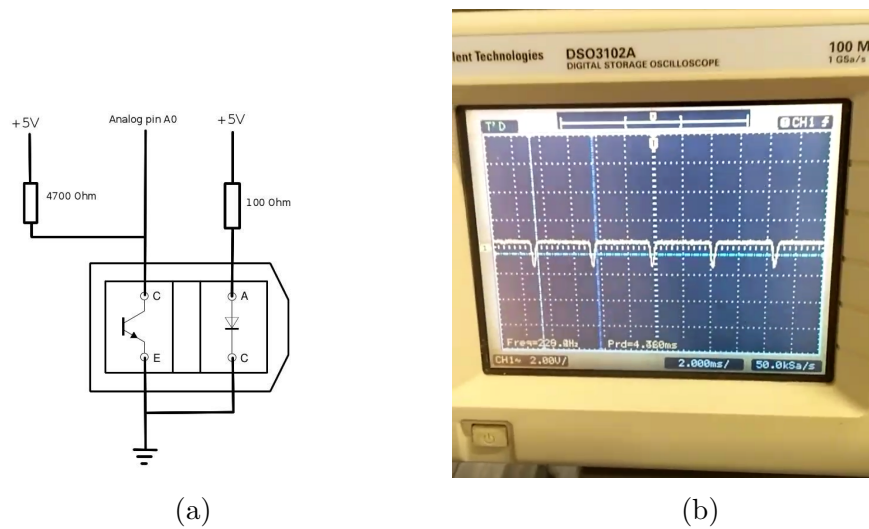 +5V
Analog pin A0
+5V
4700 Ohm
100 Ohm
C
A
E
C
(a)
lent Technologies
DSO3102A
DIGITAL STORAGE OSCILLOSCOPE
100 M
1 GSa/s
T'D
CH1
1
Freq=229.0Hz
Prd=4.360ms
CH1~ 2.00V/
2.000ms/
50.0kSa/s
(b)